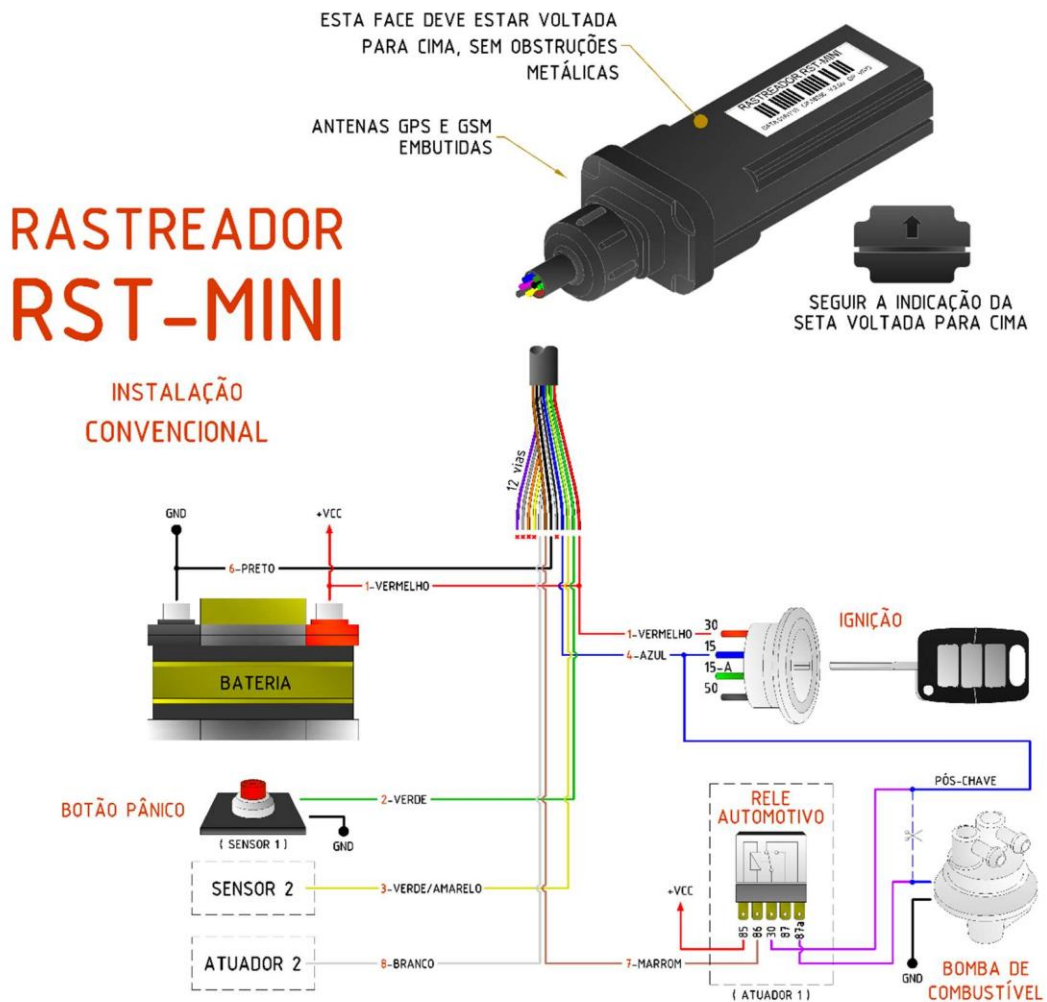 ESTA FACE DEVE ESTAR VOLTADA
PARA CIMA, SEM OBSTRUÇÕES
METÁLICAS
RASTREADOR RST-MINI
ANTENAS GPS E GSM
EMBUTIDAS
RASTREADOR
RST-MINI
SEGUIR A INDICAÇÃO DA
SETA VOLTADA PARA CIMA
INSTALAÇÃO
CONVENCIONAL
12 vias
GND
+VCC
6-PRETO
1-VERMELHO
BATERIA
1-VERMELHO
30
4-AZUL
15
15-A
50
IGNIÇÃO
BOTÃO PÂNICO
2-VERDE
( SENSOR 1 )
GND
SENSOR 2
3-VERDE/AMARELO
ATUADOR 2
8-BRANCO
7-MARROM
RELE
AUTOMOTIVO
+VCC
85
86
30
87
87a
( ATUADOR 1 )
PÓS-CHAVE
GND
BOMBA DE
COMBUSTÍVEL